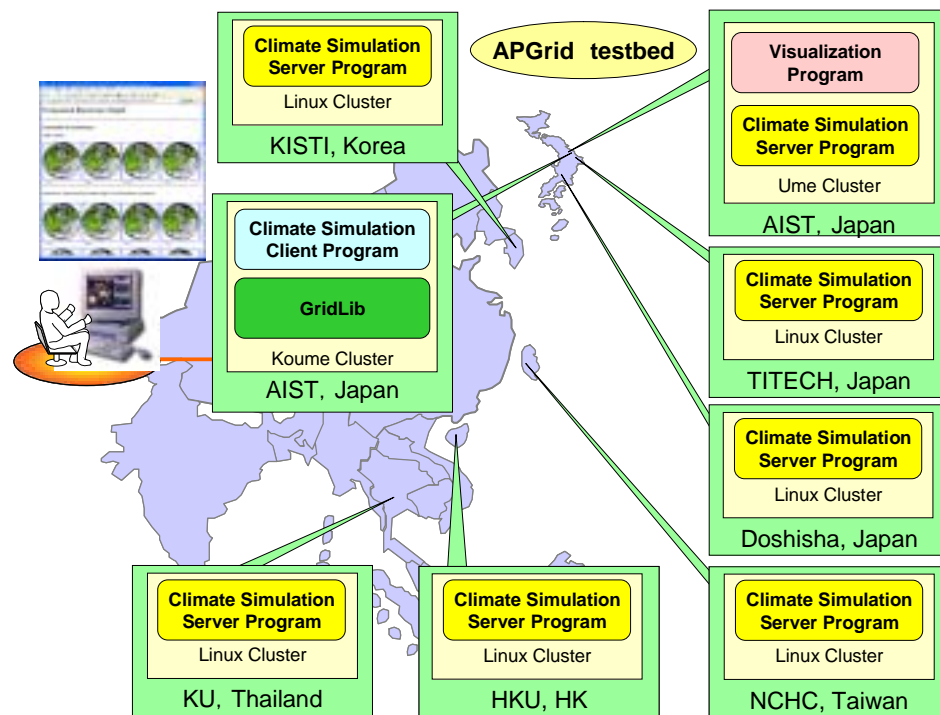 Climate Simulation
Server Program
Linux Cluster
KISTI, Korea
APGrid testbed
Visualization
Program
Climate Simulation
Server Program
Ume Cluster
AIST, Japan
Climate Simulation
Client Program
GridLib
Koume Cluster
AIST, Japan
Climate Simulation
Server Program
Linux Cluster
TITECH, Japan
Climate Simulation
Server Program
Linux Cluster
Doshisha, Japan
Climate Simulation
Server Program
Linux Cluster
KU, Thailand
Climate Simulation
Server Program
Linux Cluster
HKU, HK
Climate Simulation
Server Program
Linux Cluster
NCHC, Taiwan